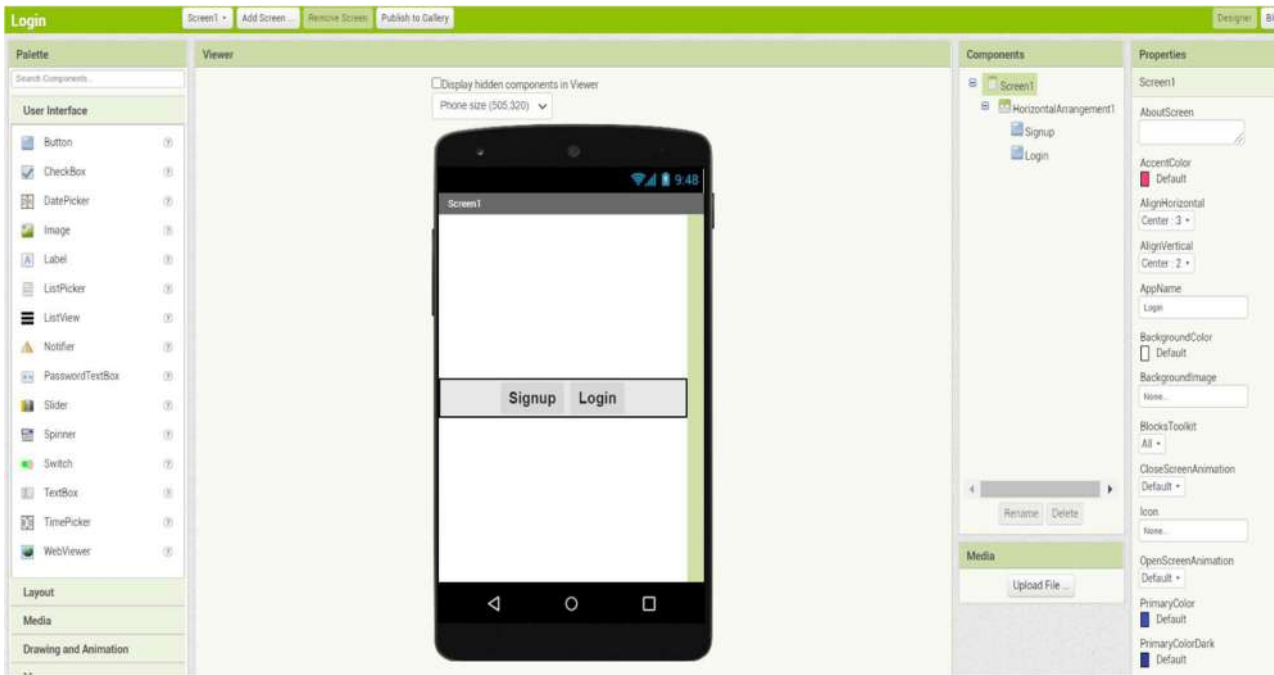 Login
Screen1
Add Screen ...
Remove Screen
Publish to Gallery
Designer
Palette
Search Components...
User Interface
Button
CheckBox
DatePicker
Image
Label
ListPicker
ListView
Notifier
PasswordTextBox
Slider
Spinner
Switch
TextBox
TimePicker
WebViewer
Layout
Media
Drawing and Animation
Viewer
Display hidden components in Viewer
Phone size (505,320)
9:48
Screen1
Signup Login
Components
Screen1
HorizontalArrangement1
Signup
Login
Rename Delete
Media
Upload File ...
Properties
Screen1
AboutScreen
AccentColor
Default
AlignHorizontal
Center : 3
AlignVertical
Center : 2
AppName
Login
BackgroundColor
Default
BackgroundImage
None...
BlocksToolkit
All
CloseScreenAnimation
Default
Icon
None...
OpenScreenAnimation
Default
PrimaryColor
Default
PrimaryColorDark
Default